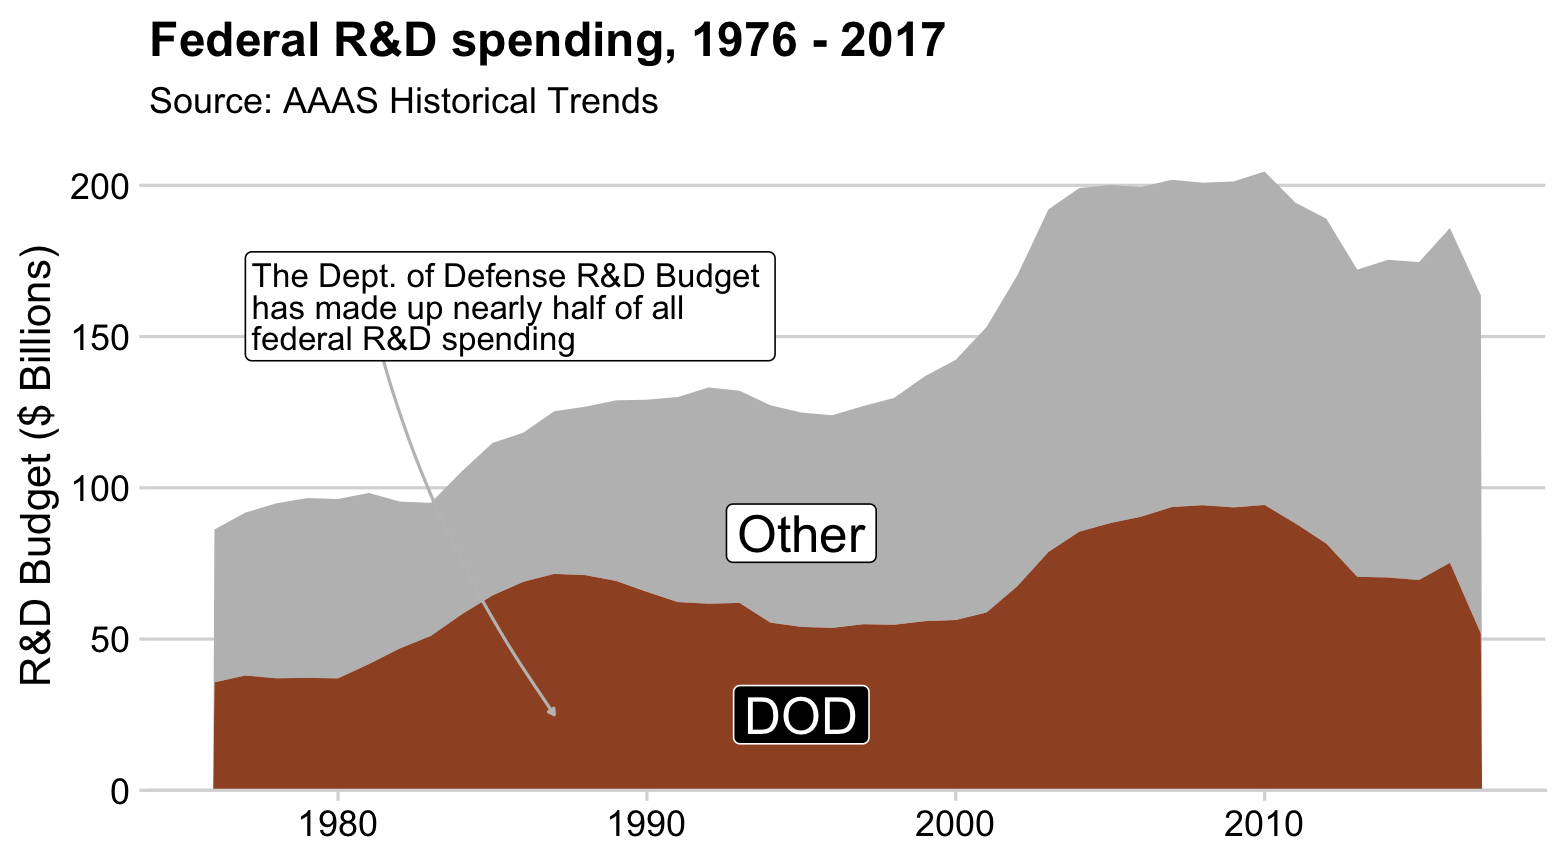 Federal R&D spending, 1976 - 2017
Source: AAAS Historical Trends
R&D Budget ($ Billions)
200
150
100
50
0
The Dept. of Defense R&D Budget
has made up nearly half of all
federal R&D spending
Other
DOD
1980
1990
2000
2010